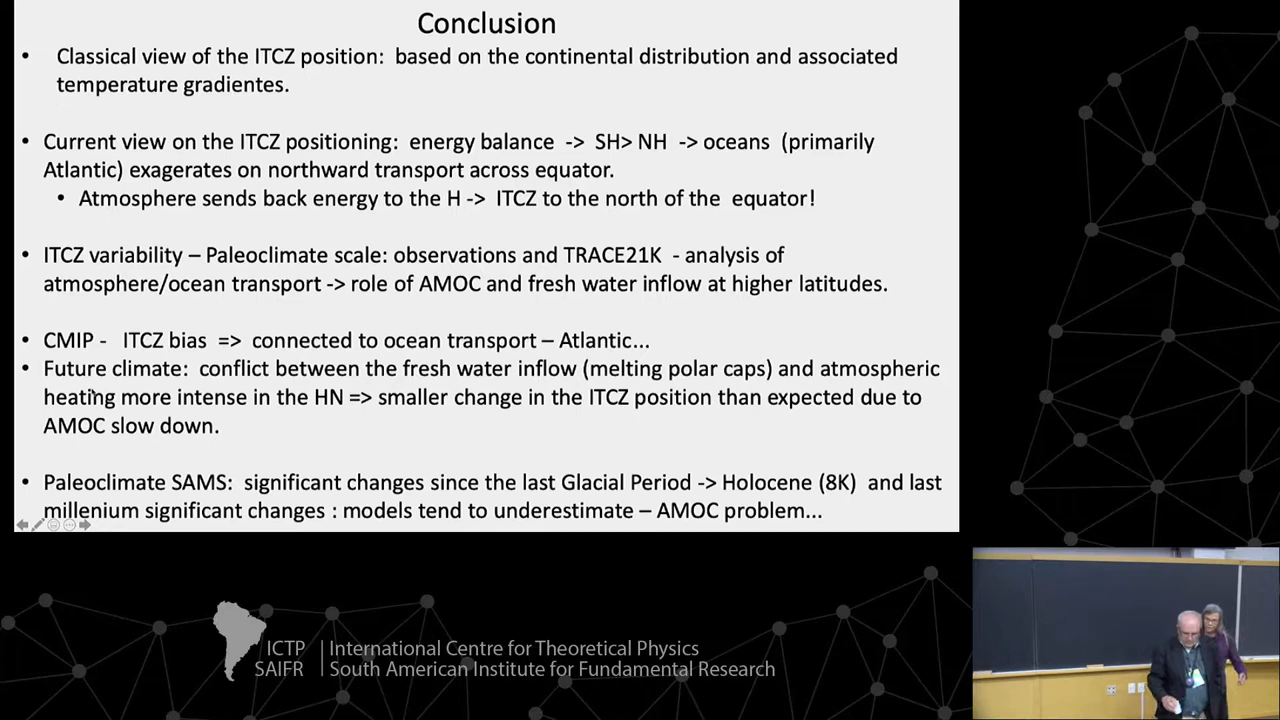 Conclusion
• Classical view of the ITCZ position: based on the continental distribution and associated
temperature gradientes.
• Current view on the ITCZ positioning: energy balance -> SH> NH -> oceans (primarily
Atlantic) exagerates on northward transport across equator.
• Atmosphere sends back energy to the H -> ITCZ to the north of the equator!
• ITCZ variability – Paleoclimate scale: observations and TRACE21K - analysis of
atmosphere/ocean transport -> role of AMOC and fresh water inflow at higher latitudes.
• CMIP - ITCZ bias => connected to ocean transport – Atlantic...
• Future climate: conflict between the fresh water inflow (melting polar caps) and atmospheric
heating more intense in the HN => smaller change in the ITCZ position than expected due to
AMOC slow down.
• Paleoclimate SAMS: significant changes since the last Glacial Period -> Holocene (8K) and last
millenium significant changes : models tend to underestimate – AMOC problem...
ICTP
SAIFR
International Centre for Theoretical Physics
South American Institute for Fundamental Research